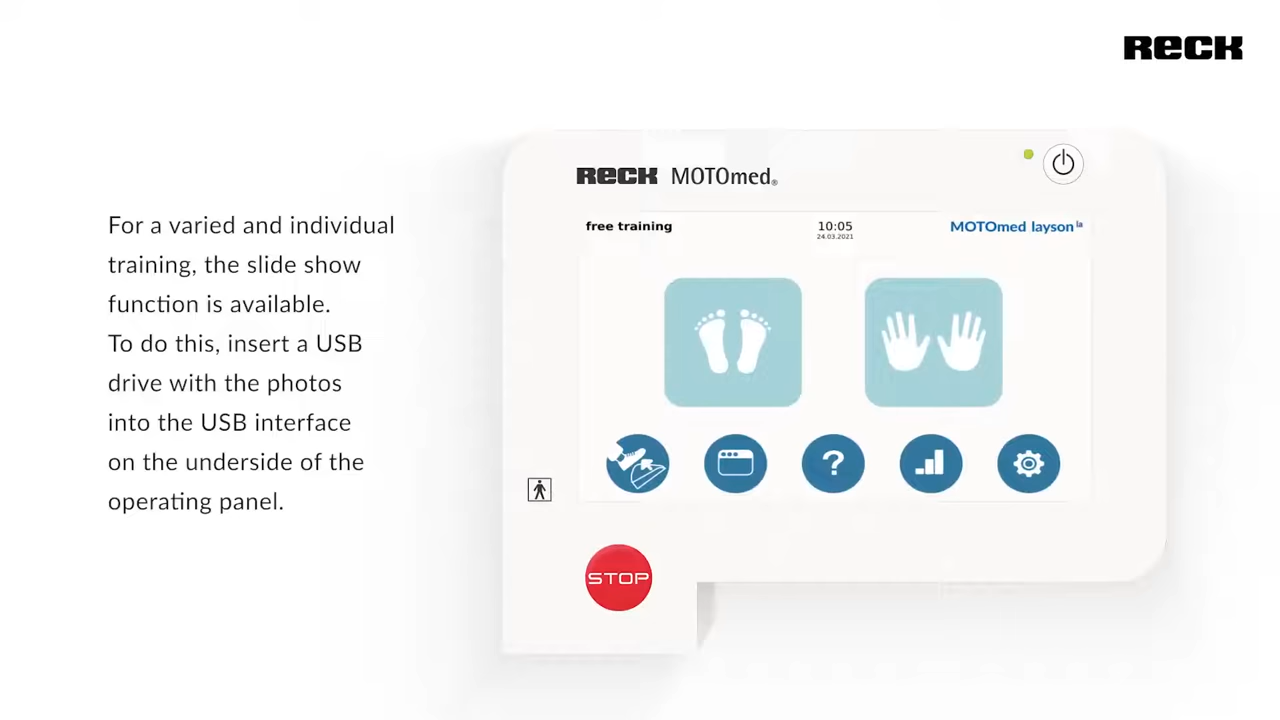 RECK
RECK MOTOmed®
free training
10:05
24.03.2021
MOTOmed layson la
For a varied and individual
training, the slide show
function is available.
To do this, insert a USB
drive with the photos
into the USB interface
on the underside of the
operating panel.
?
STOP